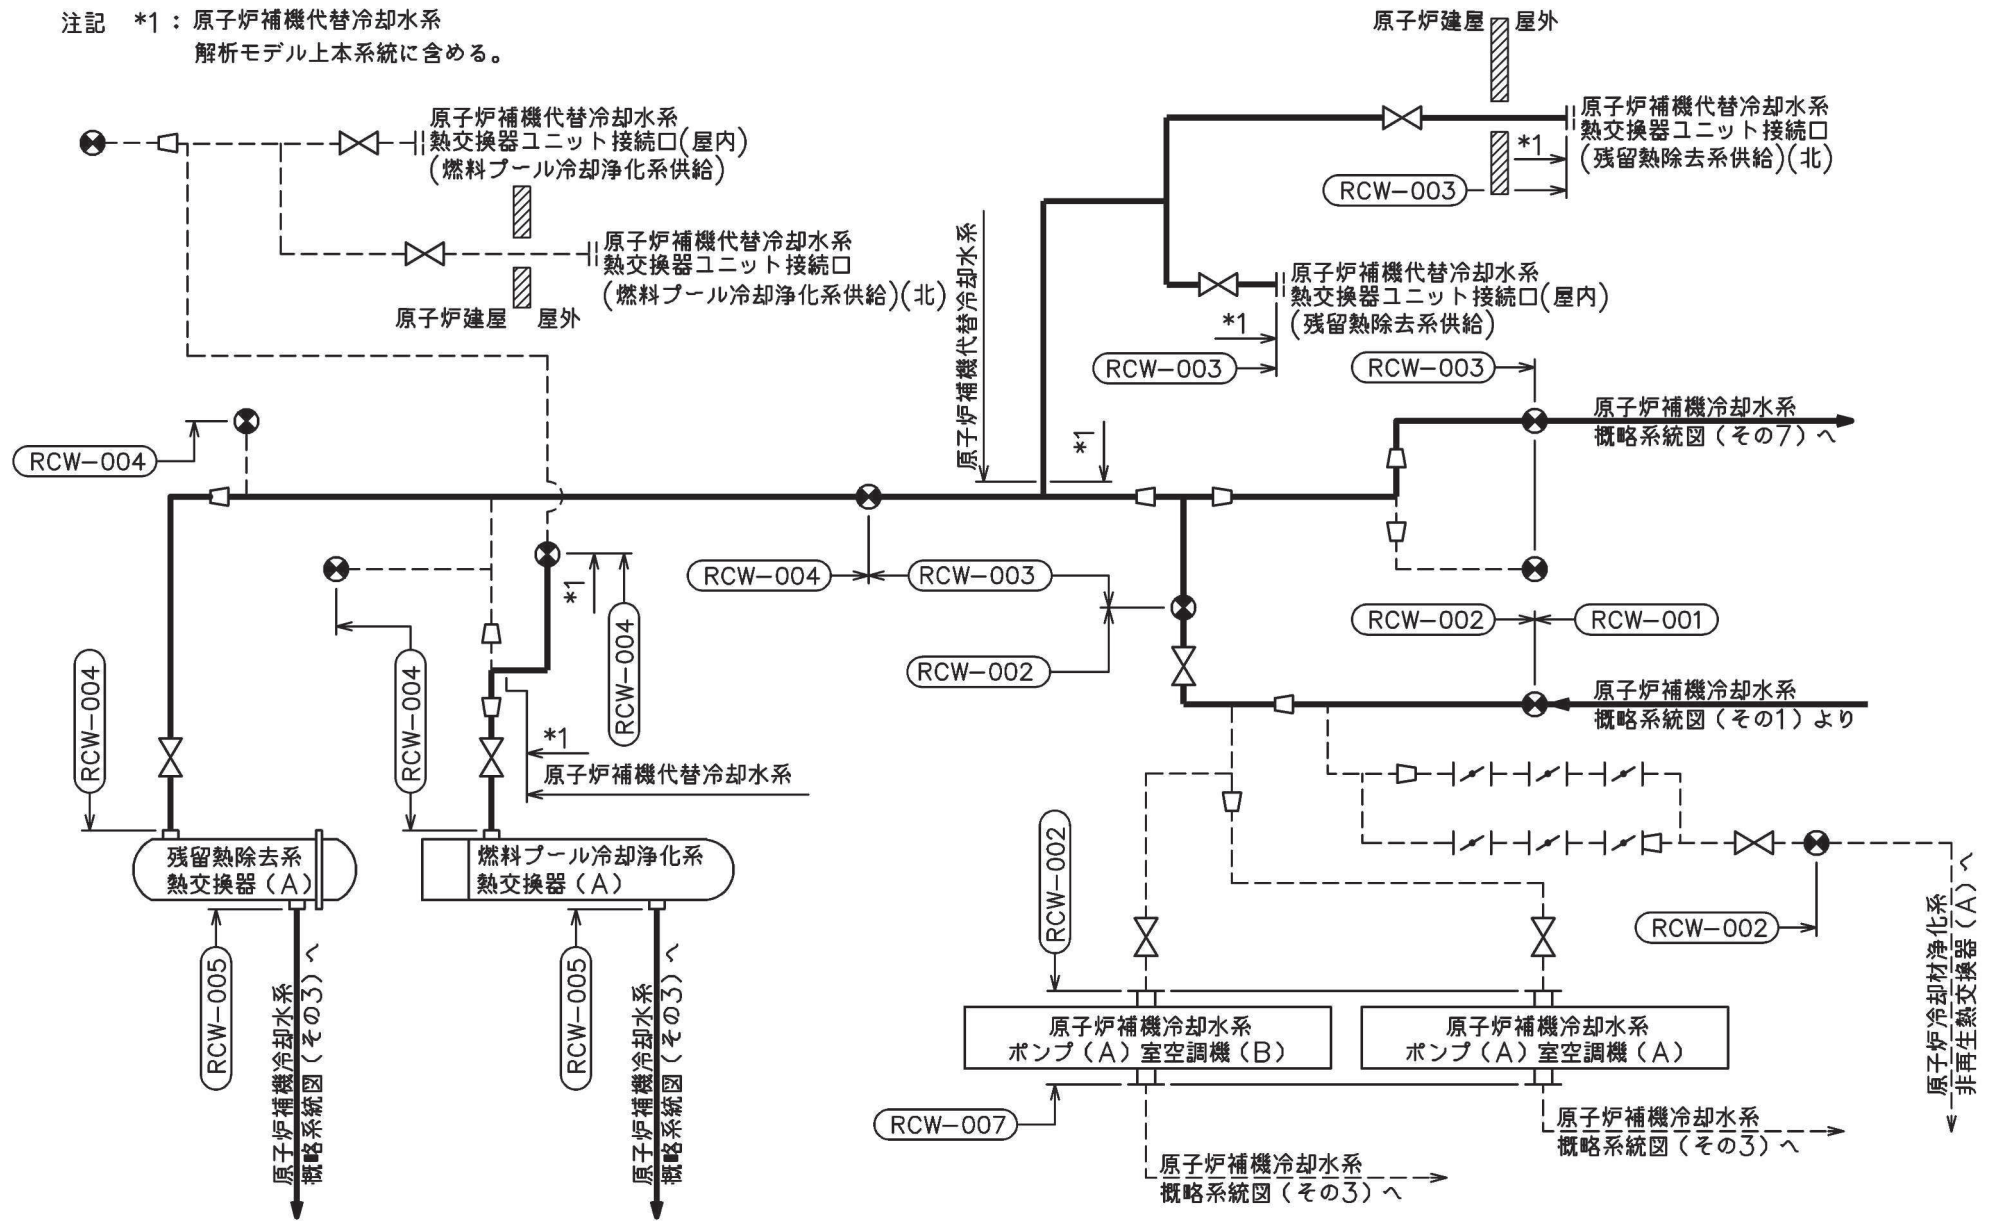 注記 *1：原子炉補機代替冷却水系
解析モデル上本系統に含める。
原子炉補機代替冷却水系
熱交換器ユニット接続口(屋内)
(燃料プール冷却浄化系供給)
原子炉補機代替冷却水系
熱交換器ユニット接続口
(燃料プール冷却浄化系供給)(北)
原子炉建屋 屋外
原子炉建屋 屋外
原子炉補機代替冷却水系
熱交換器ユニット接続口
(残留熱除去系供給)(北)
*1
RCW-003
原子炉補機代替冷却水系
熱交換器ユニット接続口(屋内)
(残留熱除去系供給)
*1
RCW-003
RCW-003
原子炉補機代替冷却水系
*1
原子炉補機冷却水系
概略系統図(その7)へ
RCW-004
RCW-004
RCW-003
RCW-002
RCW-002
RCW-001
原子炉補機冷却水系
概略系統図(その1)より
*1
RCW-004
RCW-004
RCW-004
*1
原子炉補機代替冷却水系
残留熱除去系
熱交換器(A)
燃料プール冷却浄化系
熱交換器(A)
RCW-005
原子炉補機冷却水系
概略系統図(その3)へ
RCW-005
原子炉補機冷却水系
概略系統図(その3)へ
RCW-002
RCW-002
原子炉冷却材浄化系
非再生熱交換器(A)へ
原子炉補機冷却水系
ポンプ(A)室空調機(B)
原子炉補機冷却水系
ポンプ(A)室空調機(A)
RCW-007
原子炉補機冷却水系
概略系統図(その3)へ
原子炉補機冷却水系
概略系統図(その3)へ